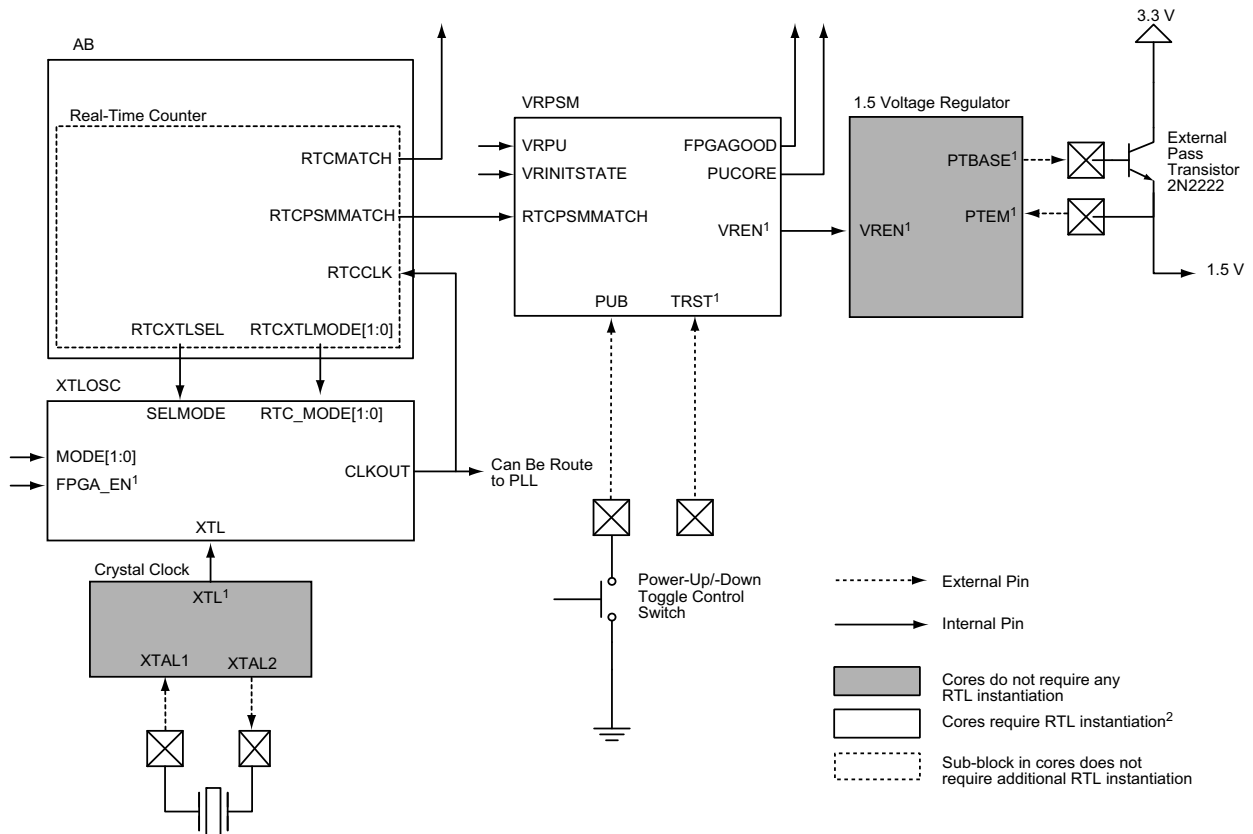 AB
Real-Time Counter
RTCMATCH
RTCPSMMATCH
RTCCLK
RTCXTLSEL
RTCXTLMODE[1:0]
XTLOSC
SELMODE
RTC_MODE[1:0]
MODE[1:0]
FPGA_EN1
CLKOUT
XTL
Can Be Route
to PLL
Crystal Clock
XTL1
XTAL1
XTAL2
VRPSM
VRPU
VRINITSTATE
RTCPSMMATCH
FPGAGOOD
PUCORE
VREN1
PUB
TRST1
Power-Up/-Down
Toggle Control
Switch
1.5 Voltage Regulator
PTBASE1
PTEM1
VREN1
3.3 V
External
Pass
Transistor
2N2222
1.5 V
External Pin
Internal Pin
Cores do not require any
RTL instantiation
Cores require RTL instantiation2
Sub-block in cores does not
require additional RTL instantiation